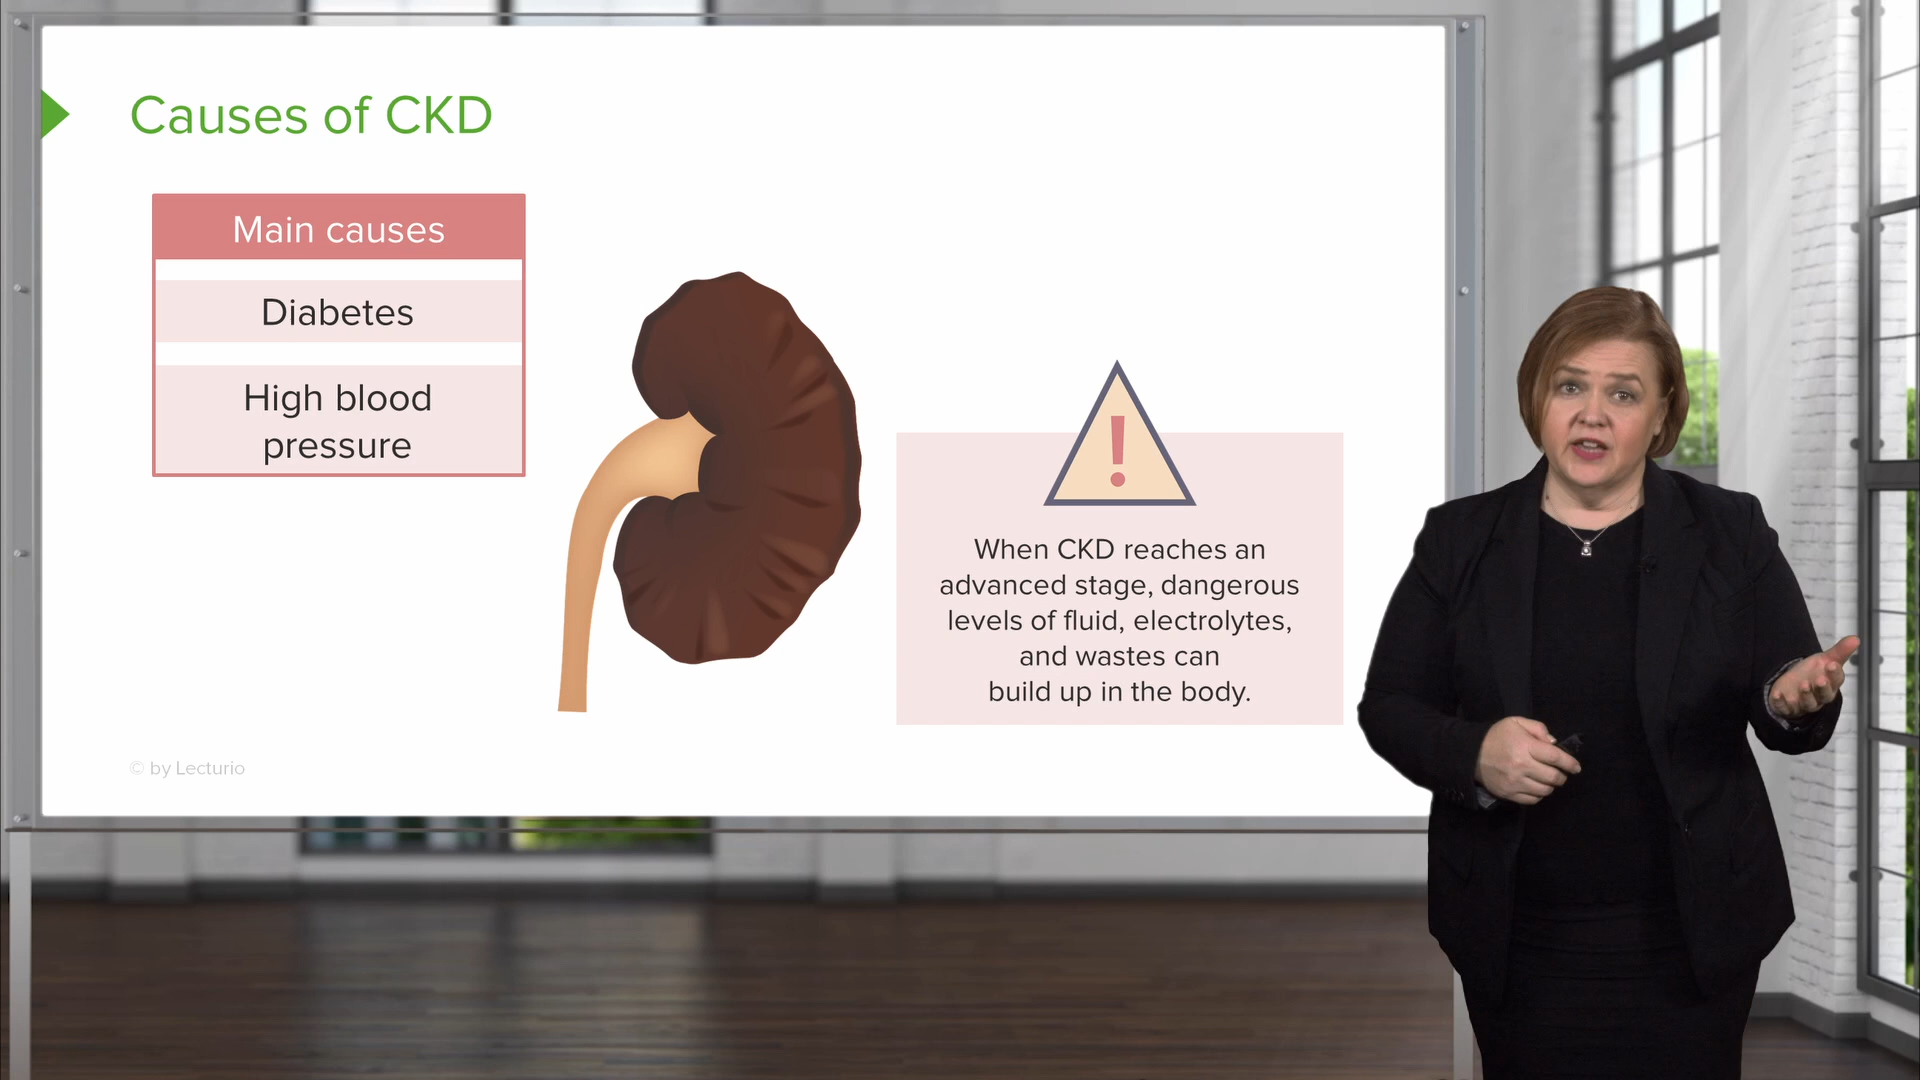 Causes of CKD
Main causes
Diabetes
High blood
pressure
!
When CKD reaches an
advanced stage, dangerous
levels of fluid, electrolytes,
and wastes can
build up in the body.
© by Lecturio